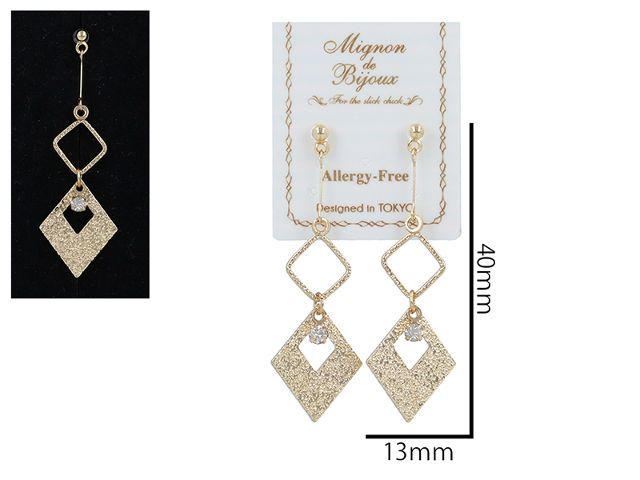 Mignon
de
Bijoux
For the slick chick
Allergy-Free
Designed in TOKYO
40mm
13mm